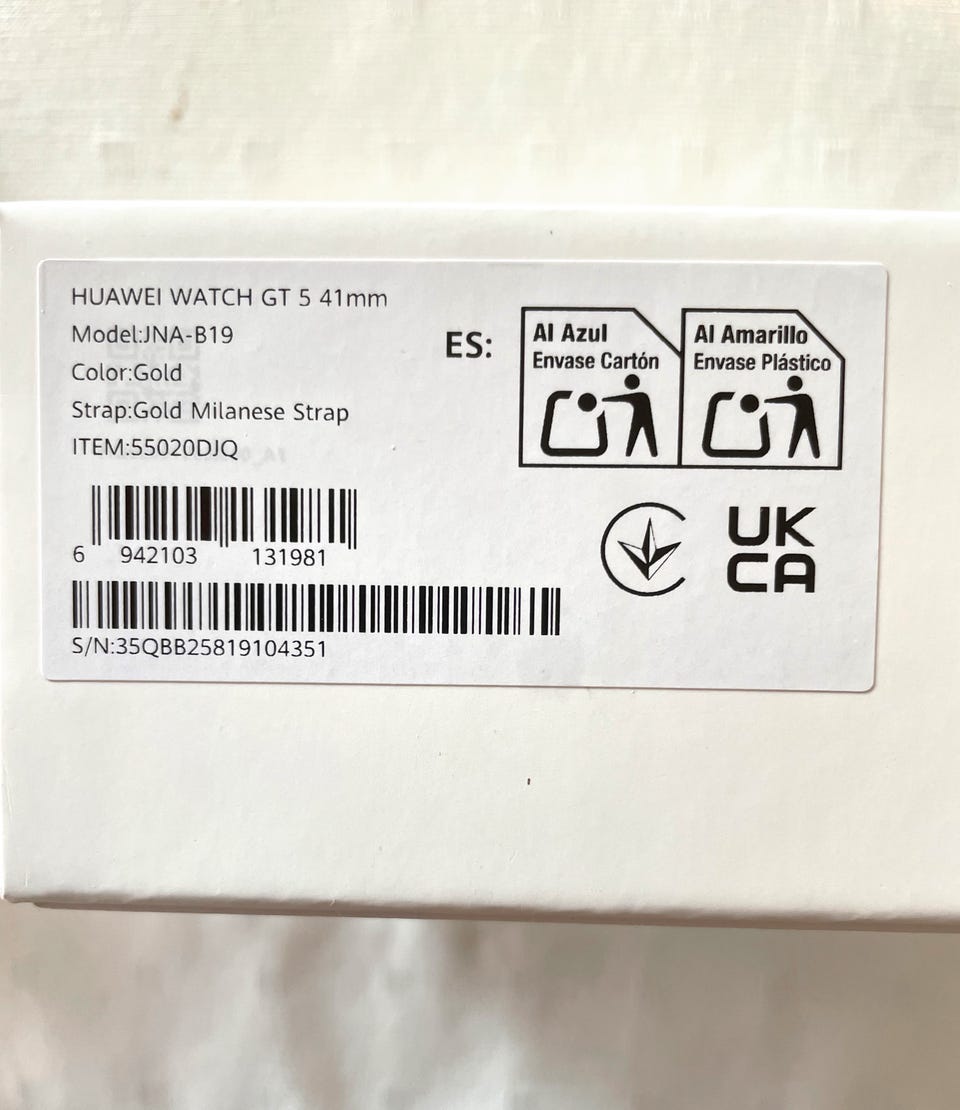 HUAWEI WATCH GT 5 41mm
Model:JNA-B19
Color:Gold
Strap:Gold Milanese Strap
ITEM:55020DJQ
6 942103 131981
S/N:35QBB25819104351
ES:
Al Azul
Envase Cartón
Al Amarillo
Envase Plástico
UK
CA